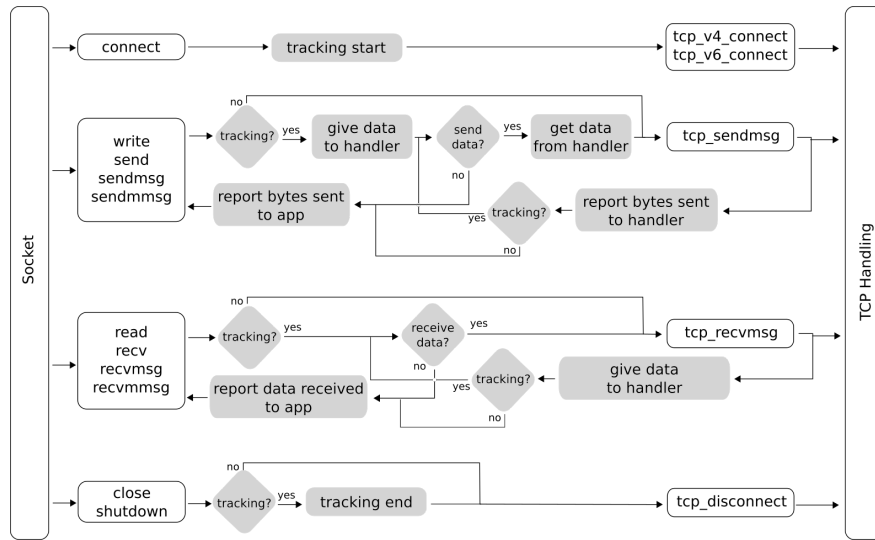 Socket
connect
tracking start
tcp_v4_connect
tcp_v6_connect
TCP Handling
no
write
send
sendmsg
sendmmsg
tracking?
yes
give data
to handler
send
data?
yes
get data
from handler
tcp_sendmsg
no
report bytes sent
to app
yes
tracking?
report bytes sent
to handler
no
no
read
recv
recvmsg
recvmmsg
tracking?
yes
receive
data?
yes
tcp_recvmsg
no
report data received
to app
yes
tracking?
give data
to handler
no
no
close
shutdown
tracking?
yes
tracking end
tcp_disconnect